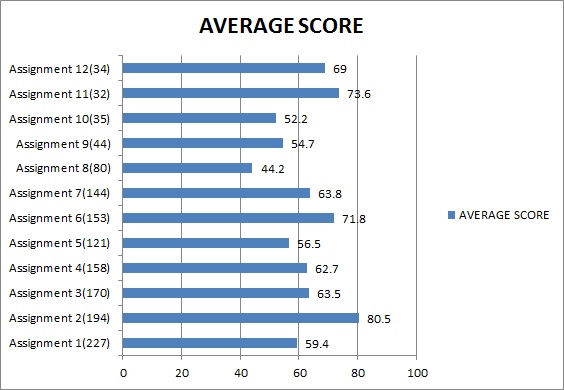 AVERAGE SCORE
Assignment 12(34) 69
Assignment 11(32) 73.6
Assignment 10(35) 52.2
Assignment 9(44) 54.7
Assignment 8(80) 44.2
Assignment 7(144) 63.8
Assignment 6(153) 71.8
AVERAGE SCORE
Assignment 5(121) 56.5
Assignment 4(158) 62.7
Assignment 3(170) 63.5
Assignment 2(194) 80.5
Assignment 1(227) 59.4
0 20 40 60 80 100